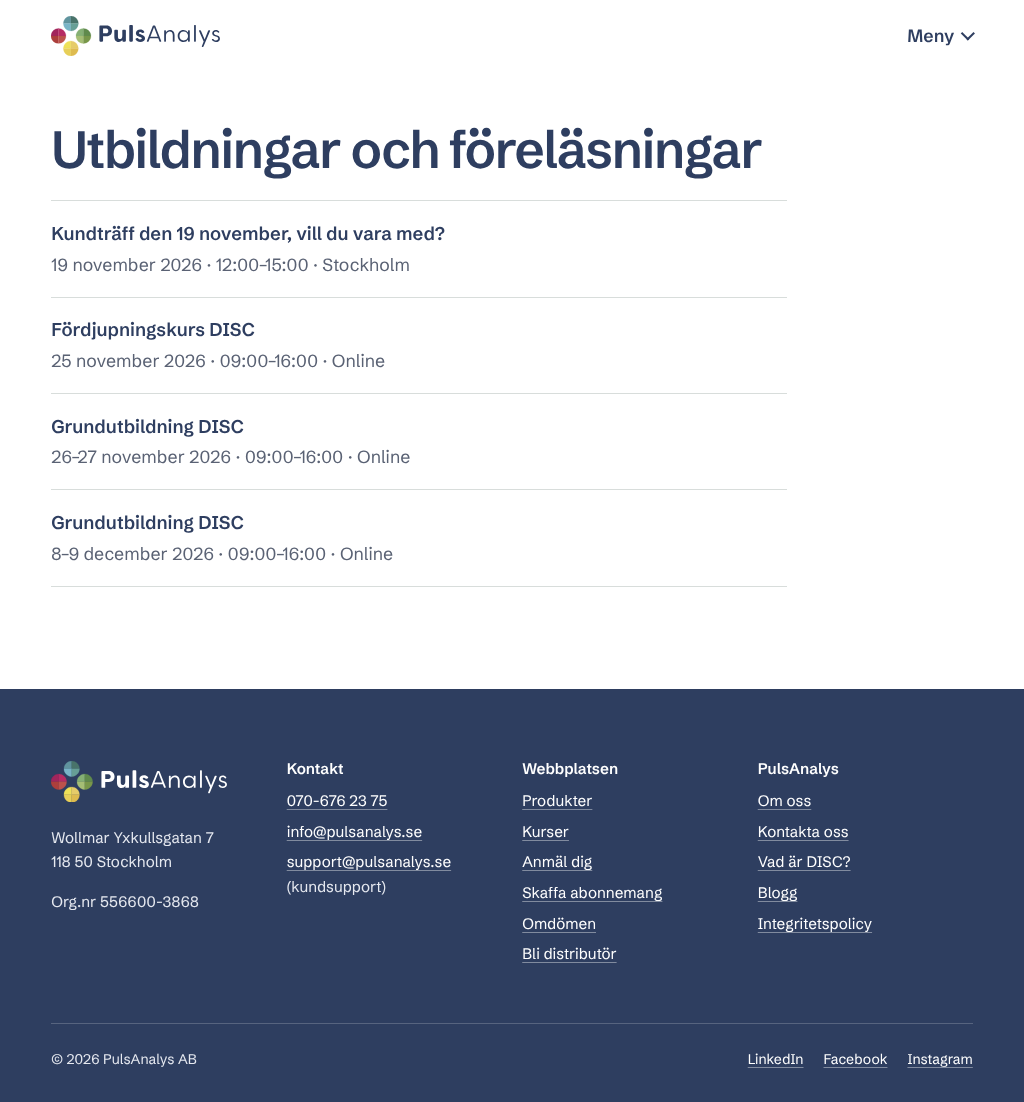 PulsAnalys
Meny
Utbildningar och föreläsningar
Kundträff den 19 november, vill du vara med?
19 november 2026 · 12:00–15:00 · Stockholm
Fördjupningskurs DISC
25 november 2026 · 09:00–16:00 · Online
Grundutbildning DISC
26–27 november 2026 · 09:00–16:00 · Online
Grundutbildning DISC
8–9 december 2026 · 09:00–16:00 · Online
PulsAnalys
Wollmar Yxkullsgatan 7
118 50 Stockholm
Org.nr 556600-3868
Kontakt
070-676 23 75
info@pulsanalys.se
support@pulsanalys.se
(kundsupport)
Webbplatsen
Produkter
Kurser
Anmäl dig
Skaffa abonnemang
Omdömen
Bli distributör
PulsAnalys
Om oss
Kontakta oss
Vad är DISC?
Blogg
Integritetspolicy
© 2026 PulsAnalys AB
LinkedIn Facebook Instagram